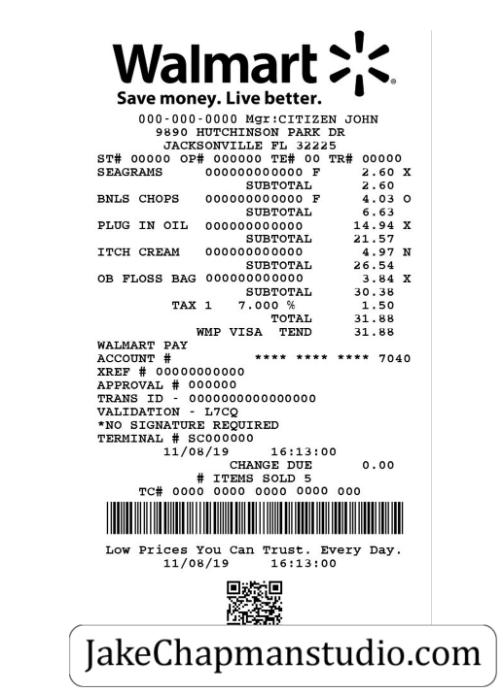 Walmart
Save money. Live better.
000-000-0000 Mgr:CITIZEN JOHN
9890 HUTCHINSON PARK DR
JACKSONVILLE FL 32225
ST# 00000 OP# 000000 TE# 00 TR# 00000
SEAGRAMS 000000000000 F 2.60 X
SUBTOTAL 2.60
BNLS CHOPS 000000000000 F 4.03 O
SUBTOTAL 6.63
PLUG IN OIL 000000000000 14.94 X
SUBTOTAL 21.57
ITCH CREAM 000000000000 4.97 N
SUBTOTAL 26.54
OB FLOSS BAG 000000000000 3.84 X
SUBTOTAL 30.38
TAX 1 7.000 % 1.50
TOTAL 31.88
WMP VISA TEND 31.88
WALMART PAY
ACCOUNT # **** **** **** 7040
XREF # 00000000000
APPROVAL # 000000
TRANS ID - 0000000000000000
VALIDATION - L7CQ
*NO SIGNATURE REQUIRED
TERMINAL # SC000000
11/08/19 16:13:00
CHANGE DUE 0.00
# ITEMS SOLD 5
TC# 0000 0000 0000 0000 000
Low Prices You Can Trust. Every Day.
11/08/19 16:13:00
JakeChapmanstudio.com